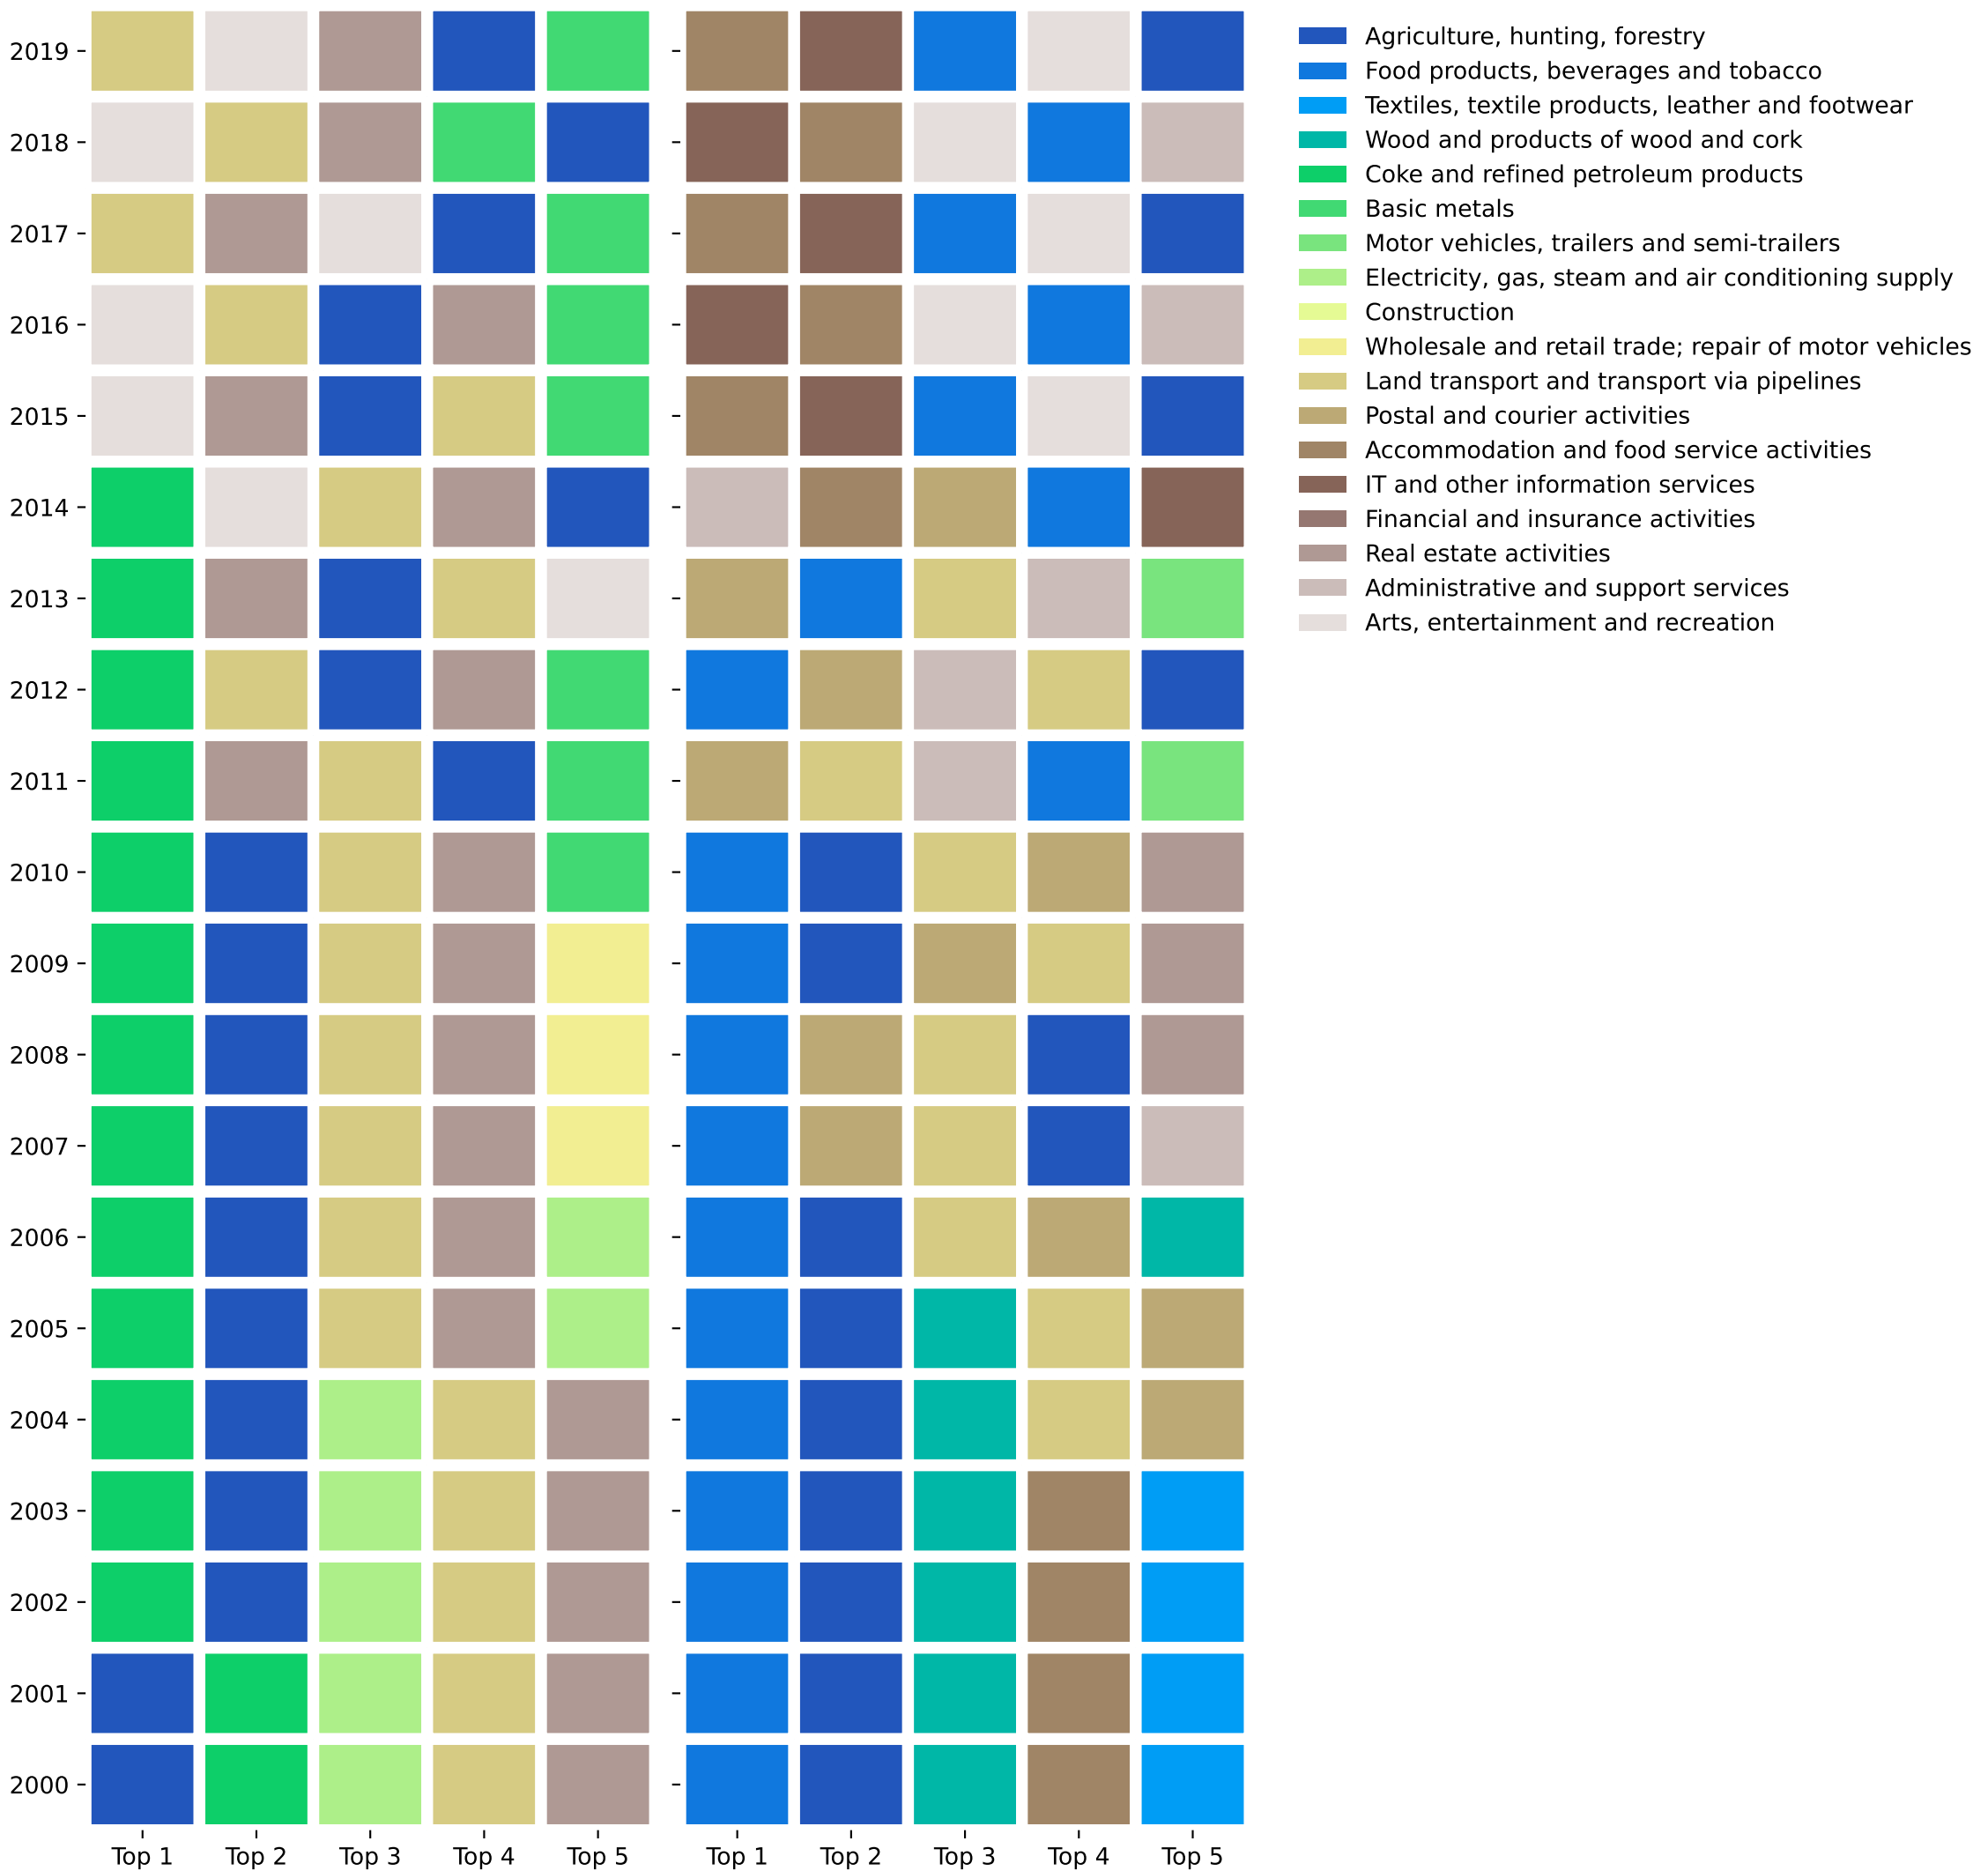 2019
2018
2017
2016
2015
2014
2013
2012
2011
2010
2009
2008
2007
2006
2005
2004
2003
2002
2001
2000
Top 1 Top 2 Top 3 Top 4 Top 5 Top 1 Top 2 Top 3 Top 4 Top 5
Agriculture, hunting, forestry
Food products, beverages and tobacco
Textiles, textile products, leather and footwear
Wood and products of wood and cork
Coke and refined petroleum products
Basic metals
Motor vehicles, trailers and semi-trailers
Electricity, gas, steam and air conditioning supply
Construction
Wholesale and retail trade; repair of motor vehicles
Land transport and transport via pipelines
Postal and courier activities
Accommodation and food service activities
IT and other information services
Financial and insurance activities
Real estate activities
Administrative and support services
Arts, entertainment and recreation